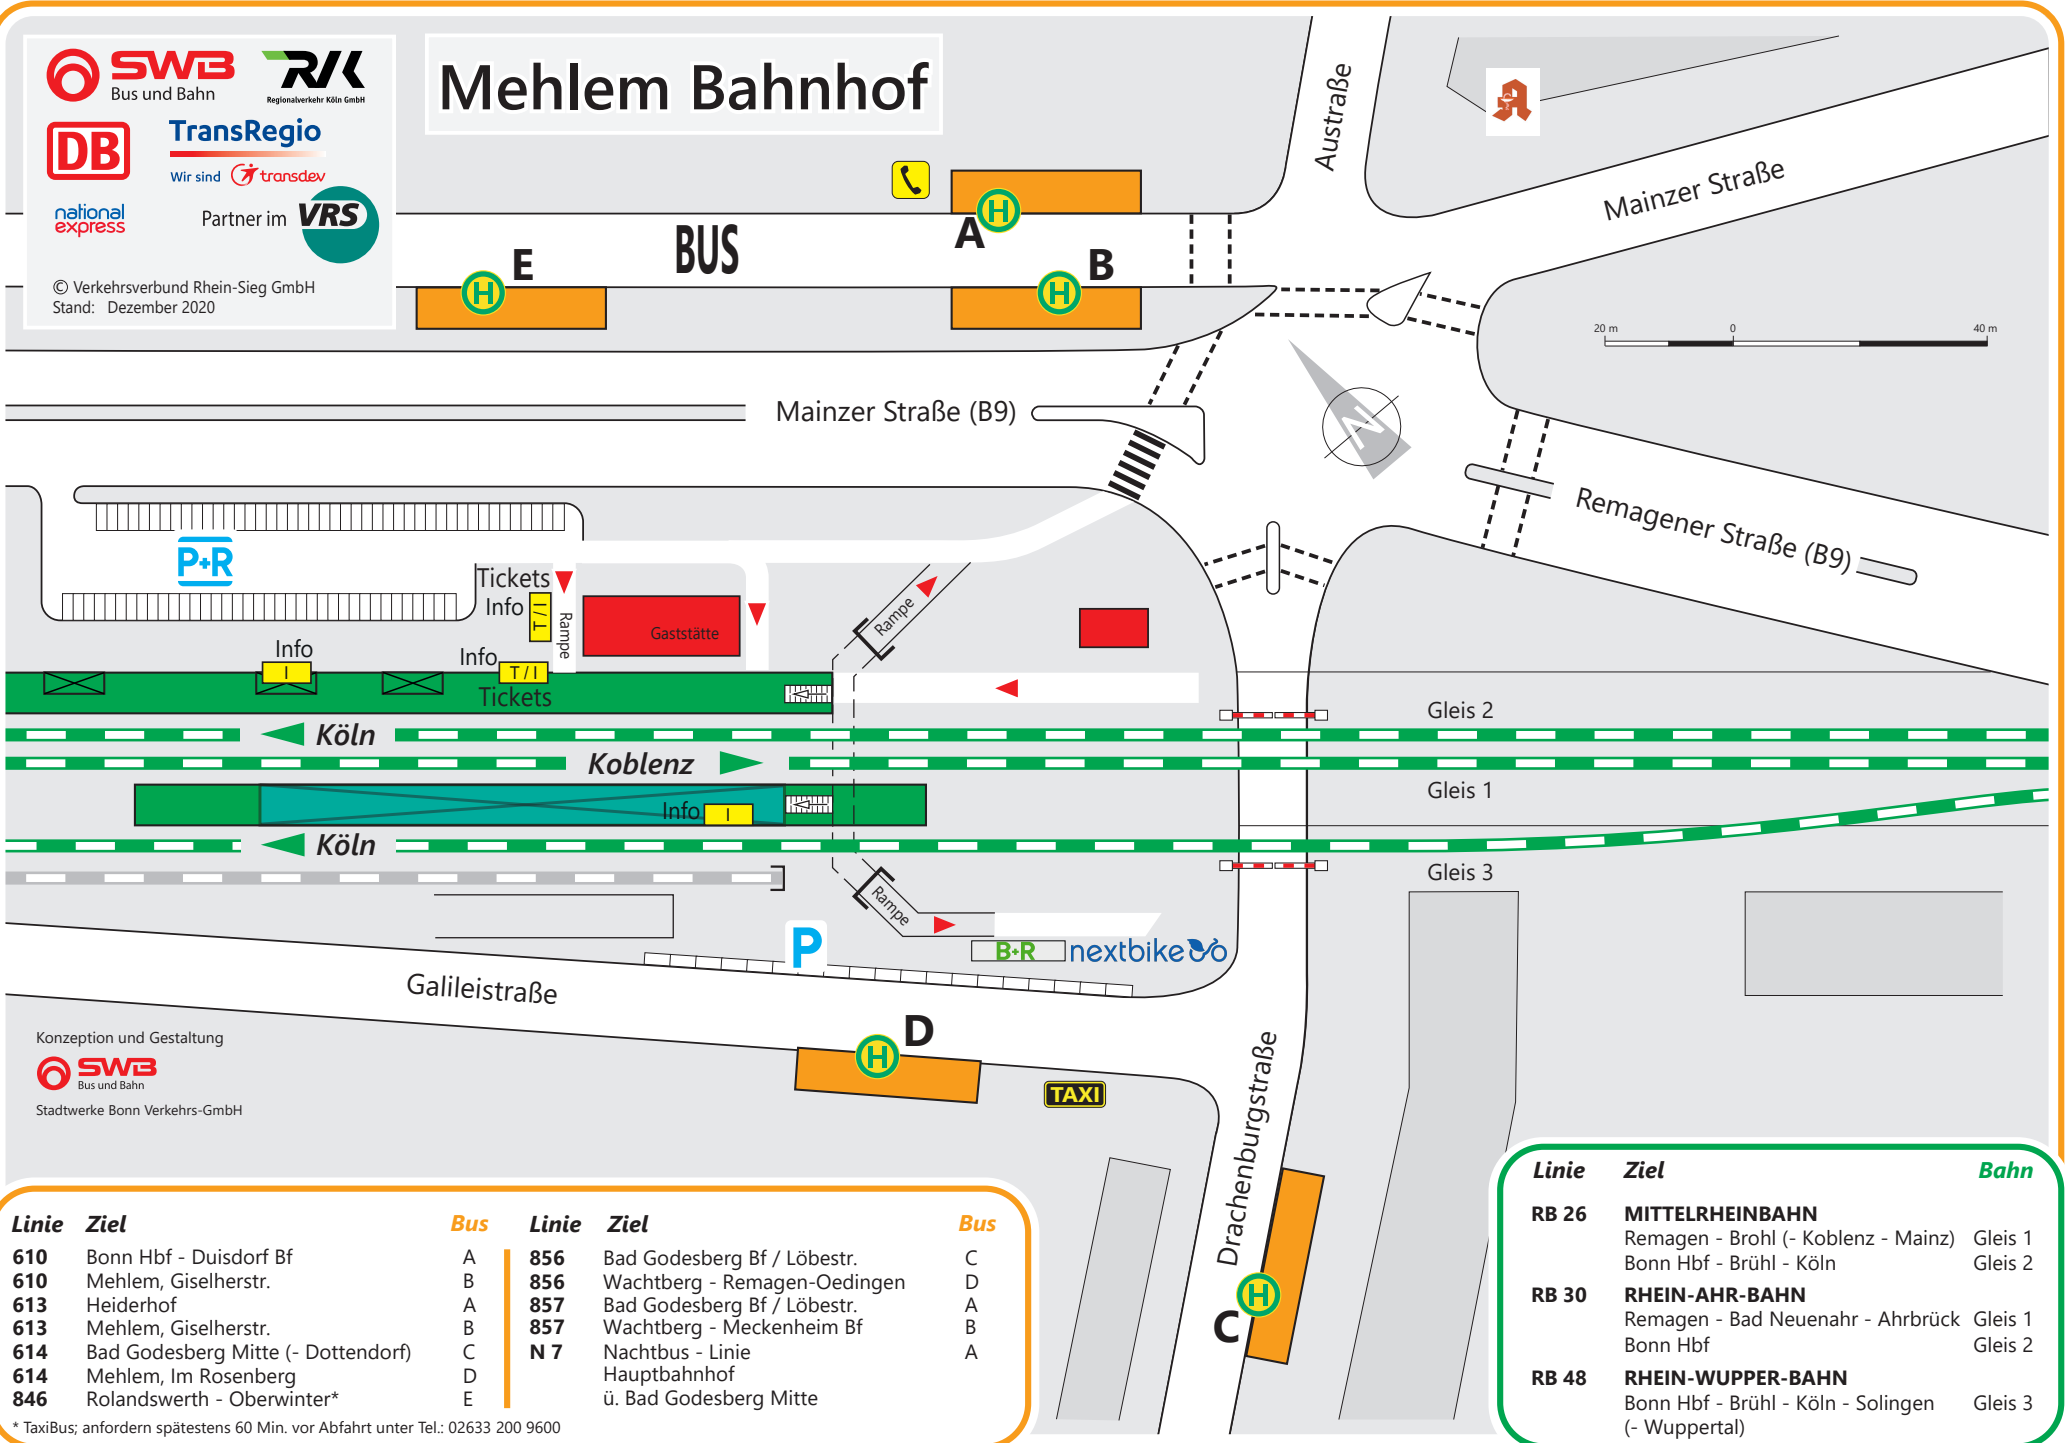 SWB
Bus und Bahn
RVK
Regionalverkehr Köln GmbH
DB
TransRegio
Wir sind transdev
national express
Partner im VRS
© Verkehrsverbund Rhein-Sieg GmbH
Stand: Dezember 2020
Mehlem Bahnhof
Austraße
A
Mainzer Straße
H
A
BUS
E
H
B
H
20 m 0 40 m
Mainzer Straße (B9)
N
Remagener Straße (B9)
P+R
Tickets
Info
T / I
Rampe
Gaststätte
Rampe
Info
I
Info
T / I
Tickets
Gleis 2
Köln
Koblenz
Gleis 1
Info
I
Köln
Gleis 3
Rampe
P
B+R
nextbike
Galileistraße
D
H
TAXI
Drachenburgstraße
H
C
Konzeption und Gestaltung
SWB
Bus und Bahn
Stadtwerke Bonn Verkehrs-GmbH
Linie Ziel Bus
610 Bonn Hbf - Duisdorf Bf A
610 Mehlem, Giselherstr. B
613 Heiderhof A
613 Mehlem, Giselherstr. B
614 Bad Godesberg Mitte (- Dottendorf) C
614 Mehlem, Im Rosenberg D
846 Rolandswerth - Oberwinter* E
* TaxiBus; anfordern spätestens 60 Min. vor Abfahrt unter Tel.: 02633 200 9600
Linie Ziel Bus
856 Bad Godesberg Bf / Löbestr. C
856 Wachtberg - Remagen-Oedingen D
857 Bad Godesberg Bf / Löbestr. A
857 Wachtberg - Meckenheim Bf B
N 7 Nachtbus - Linie A
Hauptbahnhof
ü. Bad Godesberg Mitte
Linie Ziel Bahn
RB 26 MITTELRHEINBAHN
Remagen - Brohl (- Koblenz - Mainz) Gleis 1
Bonn Hbf - Brühl - Köln Gleis 2
RB 30 RHEIN-AHR-BAHN
Remagen - Bad Neuenahr - Ahrbrück Gleis 1
Bonn Hbf Gleis 2
RB 48 RHEIN-WUPPER-BAHN
Bonn Hbf - Brühl - Köln - Solingen Gleis 3
(- Wuppertal)